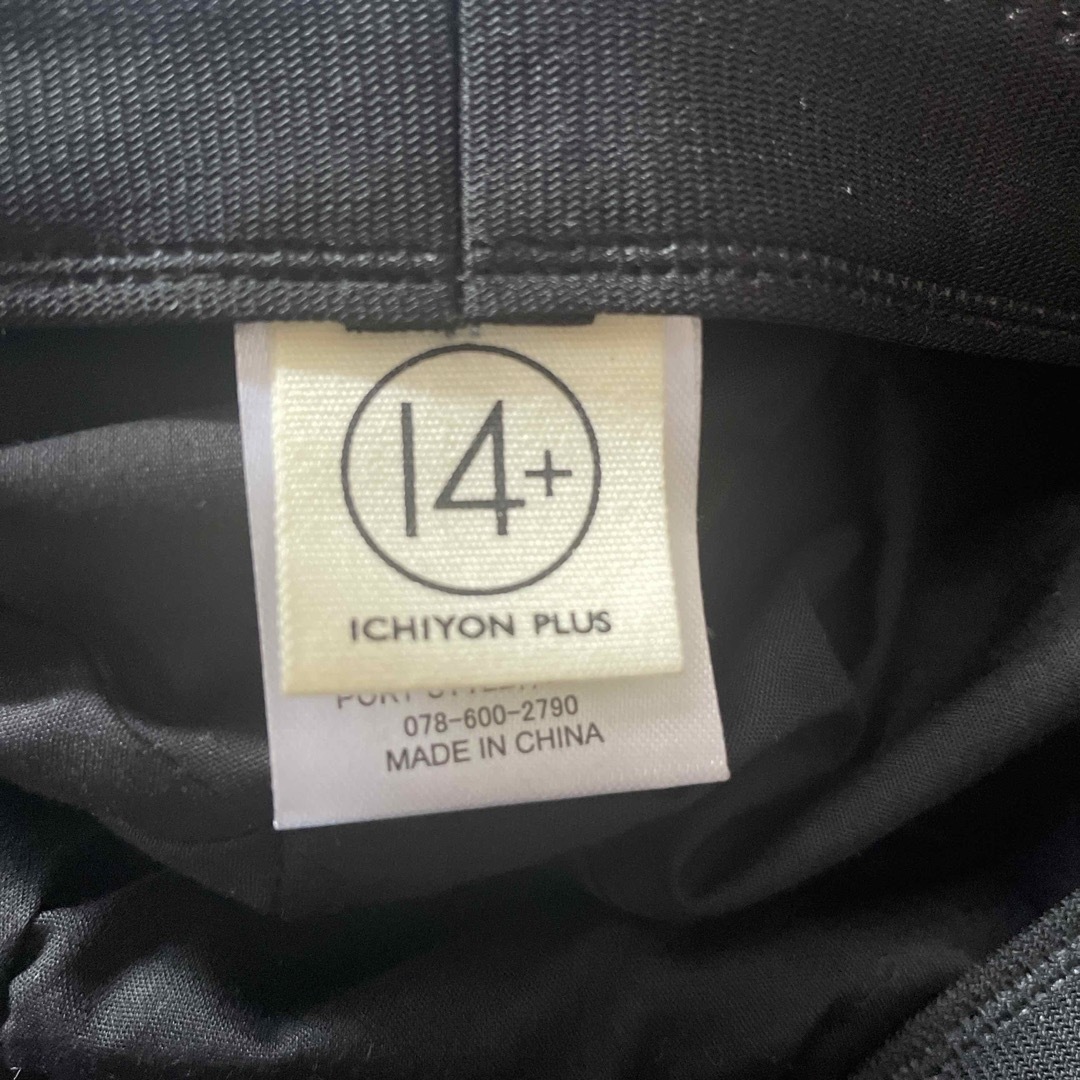 14+
ICHIYON PLUS
078-600-2790
MADE IN CHINA